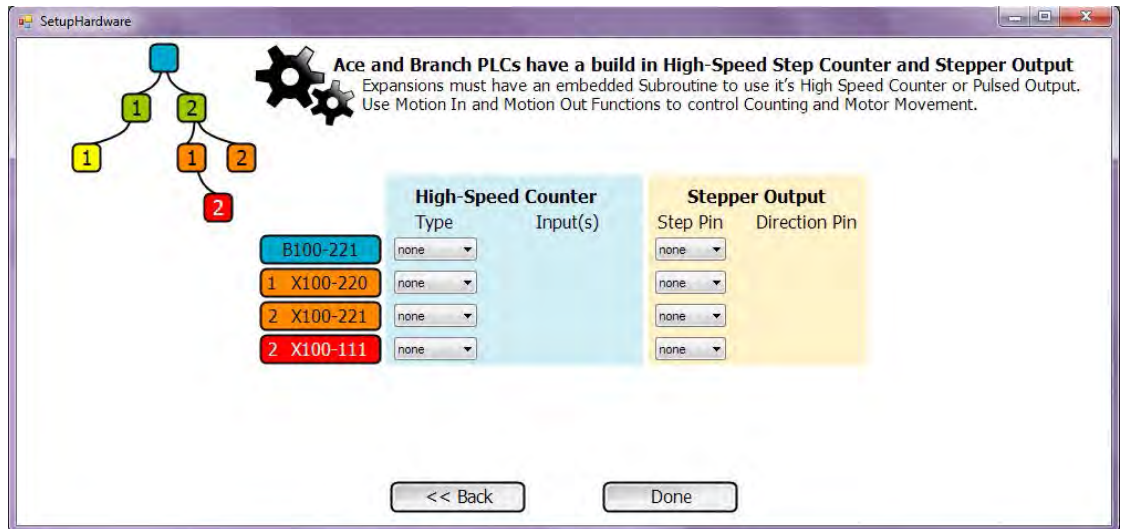 SetupHardware
Ace and Branch PLCs have a build in High-Speed Step Counter and Stepper Output
Expansions must have an embedded Subroutine to use it's High Speed Counter or Pulsed Output.
Use Motion In and Motion Out Functions to control Counting and Motor Movement.
1 2
1 1 2
2
High-Speed Counter Stepper Output
Type Input(s) Step Pin Direction Pin
B100-221 none none
1 X100-220 none none
2 X100-221 none none
2 X100-111 none none
<< Back Done